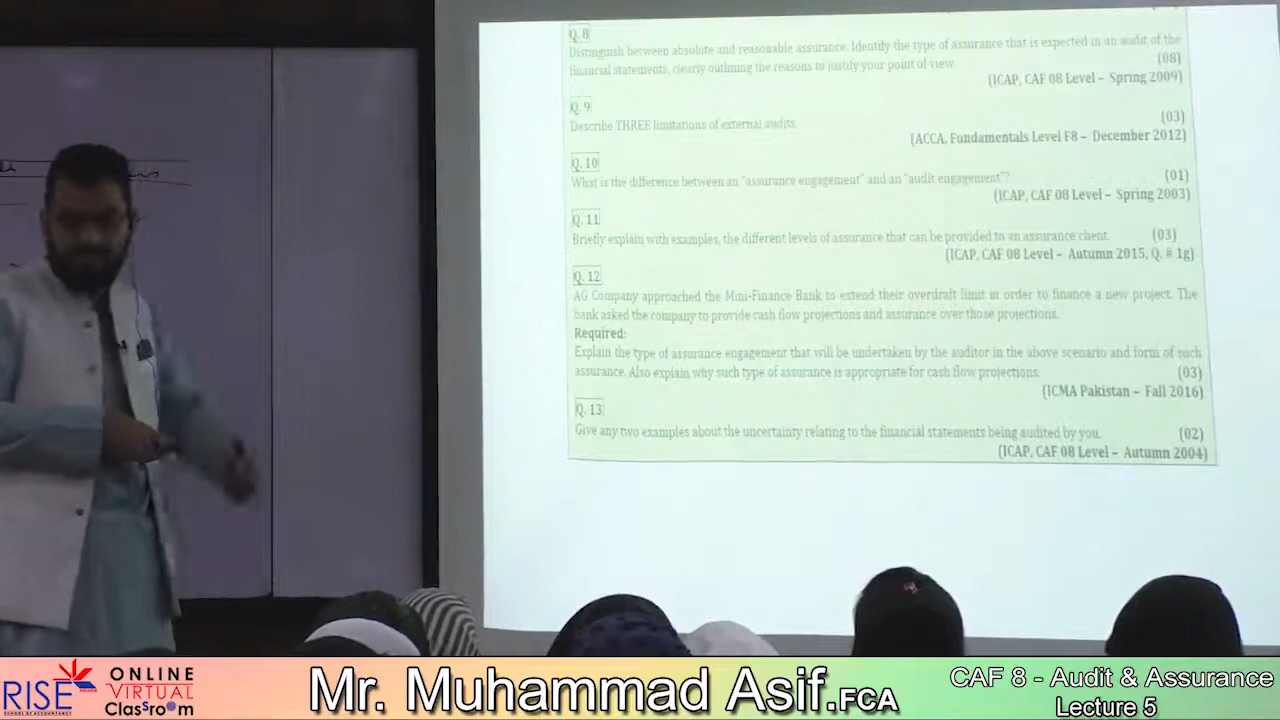 Q. 8
Distinguish between absolute and reasonable assurance. Identify the type of assurance that is expected in an audit of the
financial statements, clearly outlining the reasons to justify your point of view.
(08)
(ICAP, CAF 08 Level – Spring 2009)
Q. 9
Describe THREE limitations of external audits.
(03)
(ACCA, Fundamentals Level F8 – December 2012)
Q. 10
What is the difference between an "assurance engagement" and an "audit engagement"? (01)
(ICAP, CAF 08 Level – Spring 2003)
Q. 11
Briefly explain with examples, the different levels of assurance that can be provided to an assurance client. (03)
(ICAP, CAF 08 Level – Autumn 2015, Q. # 1g)
Q. 12
AG Company approached the Mini-Finance Bank to extend their overdraft limit in order to finance a new project. The
bank asked the company to provide cash flow projections and assurance over those projections.
Required:
Explain the type of assurance engagement that will be undertaken by the auditor in the above scenario and form of such
assurance. Also explain why such type of assurance is appropriate for cash flow projections. (03)
(ICMA Pakistan – Fall 2016)
Q. 13
Give any two examples about the uncertainty relating to the financial statements being audited by you. (02)
(ICAP, CAF 08 Level – Autumn 2004)
RISE
SCHOOL OF ACCOUNTANCY
ONLINE
VIRTUAL
Classroom
Mr. Muhammad Asif.FCA
CAF 8 - Audit & Assurance
Lecture 5